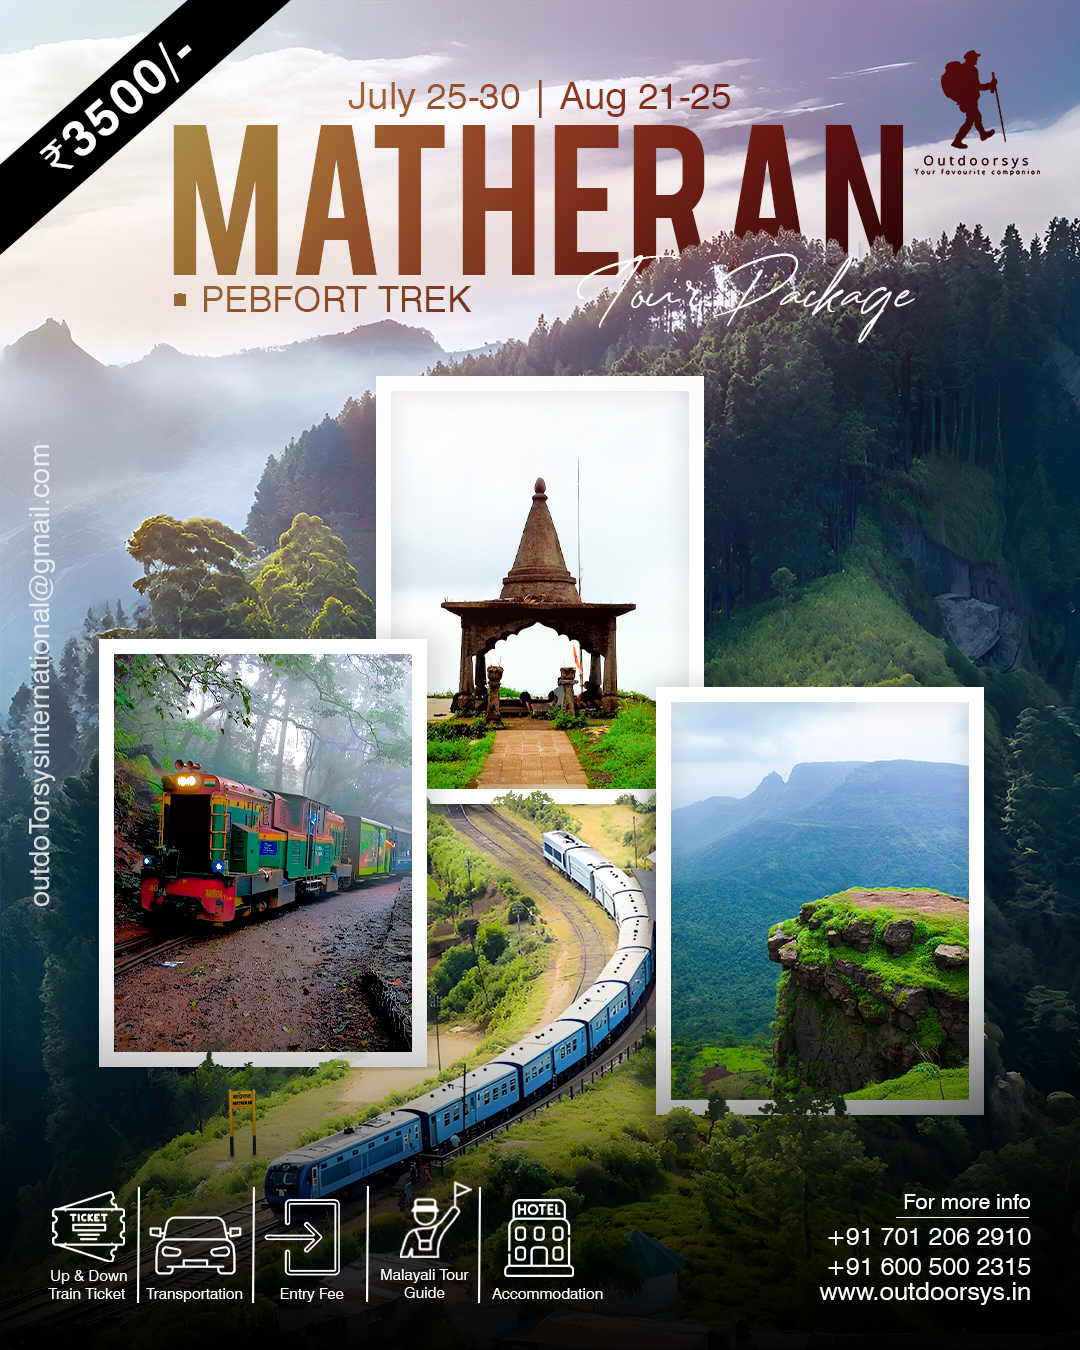 ₹3500/-
July 25-30 | Aug 21-25
MATHERAN
Tour Package
PEBFORT TREK
Outdoorsys
Your favourite companion
outdoTorsysinternational@gmail.com
MATHERAN
TICKET
Up & Down
Train Ticket
Transportation
Entry Fee
Malayali Tour
Guide
HOTEL
Accommodation
For more info
+91 701 206 2910
+91 600 500 2315
www.outdoorsys.in